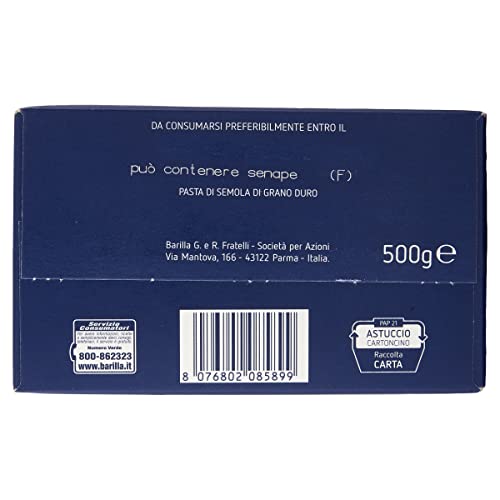 DA CONSUMARSI PREFERIBILMENTE ENTRO IL
può contenere senape (F)
PASTA DI SEMOLA DI GRANO DURO
Barilla G. e R. Fratelli - Società per Azioni
Via Mantova, 166 - 43122 Parma - Italia.
500g ℮
Servizio
Consumatori
Numero Verde
800-862323
www.barilla.it
8 076802 085899
PAP 21
ASTUCCIO
CARTONCINO
Raccolta
CARTA